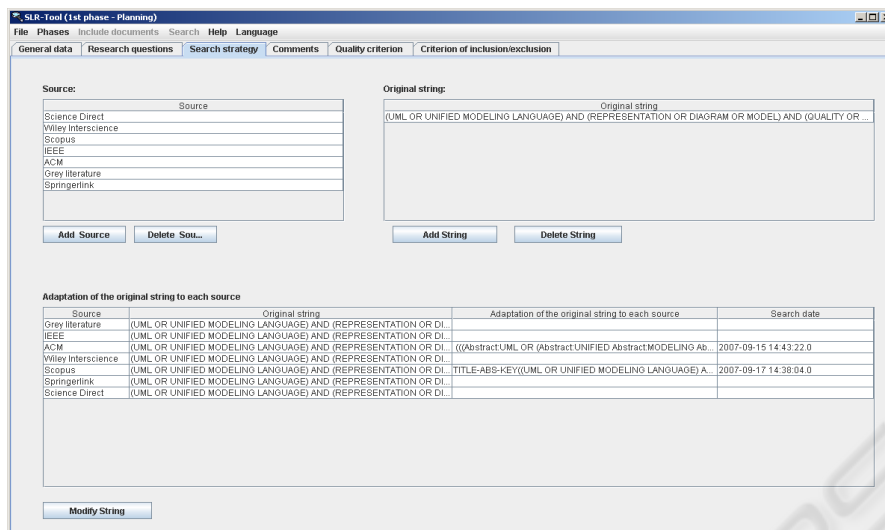 SLR-Tool (1st phase - Planning)
File Phases Include documents Search Help Language
General data Research questions Search strategy Comments Quality criterion Criterion of inclusion/exclusion
Source: Original string:
Source Original string
Science Direct (UML OR UNIFIED MODELING LANGUAGE) AND (REPRESENTATION OR DIAGRAM OR MODEL) AND (QUALITY OR ...
Wiley Interscience
Scopus
IEEE
ACM
Grey literature
Springerlink
Add Source Delete Sou... Add String Delete String
Adaptation of the original string to each source
Source Original string Adaptation of the original string to each source Search date
Grey literature (UML OR UNIFIED MODELING LANGUAGE) AND (REPRESENTATION OR DI...
IEEE (UML OR UNIFIED MODELING LANGUAGE) AND (REPRESENTATION OR DI...
ACM (UML OR UNIFIED MODELING LANGUAGE) AND (REPRESENTATION OR DI... (((Abstract:UML OR (Abstract:UNIFIED Abstract:MODELING Ab... 2007-09-15 14:43:22.0
Wiley Interscience (UML OR UNIFIED MODELING LANGUAGE) AND (REPRESENTATION OR DI...
Scopus (UML OR UNIFIED MODELING LANGUAGE) AND (REPRESENTATION OR DI... TITLE-ABS-KEY((UML OR UNIFIED MODELING LANGUAGE) A... 2007-09-17 14:38:04.0
Springerlink (UML OR UNIFIED MODELING LANGUAGE) AND (REPRESENTATION OR DI...
Science Direct (UML OR UNIFIED MODELING LANGUAGE) AND (REPRESENTATION OR DI...
Modify String